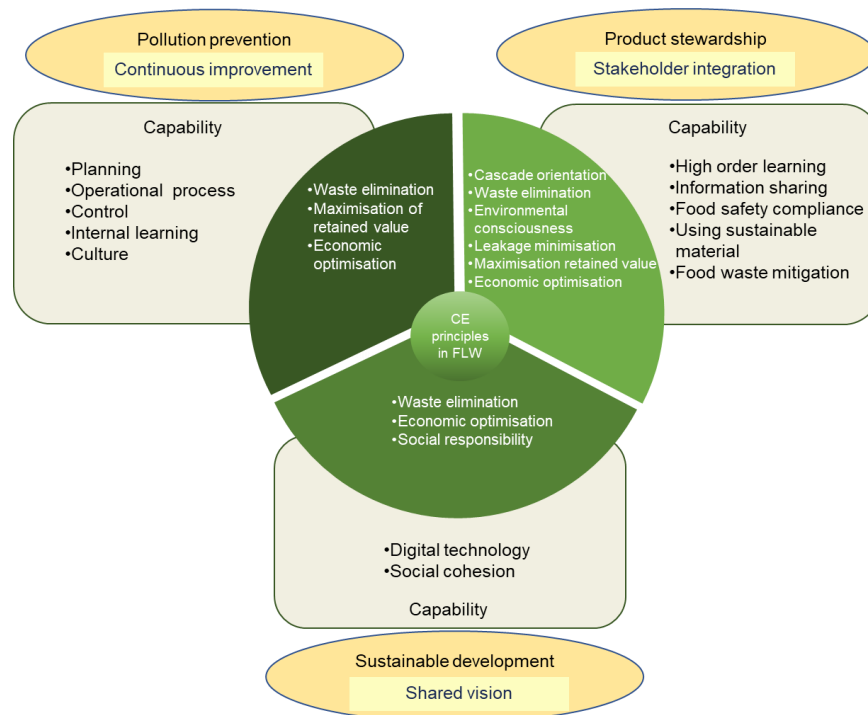 Pollution prevention
Continuous improvement
Product stewardship
Stakeholder integration
Capability
•Planning
•Operational process
•Control
•Internal learning
•Culture
•Waste elimination
•Maximisation of
retained value
•Economic
optimisation
•Cascade orientation
•Waste elimination
•Environmental
consciousness
•Leakage minimisation
•Maximisation retained value
•Economic optimisation
Capability
•High order learning
•Information sharing
•Food safety compliance
•Using sustainable
material
•Food waste mitigation
CE
principles
in FLW
•Waste elimination
•Economic optimisation
•Social responsibility
•Digital technology
•Social cohesion
Capability
Sustainable development
Shared vision